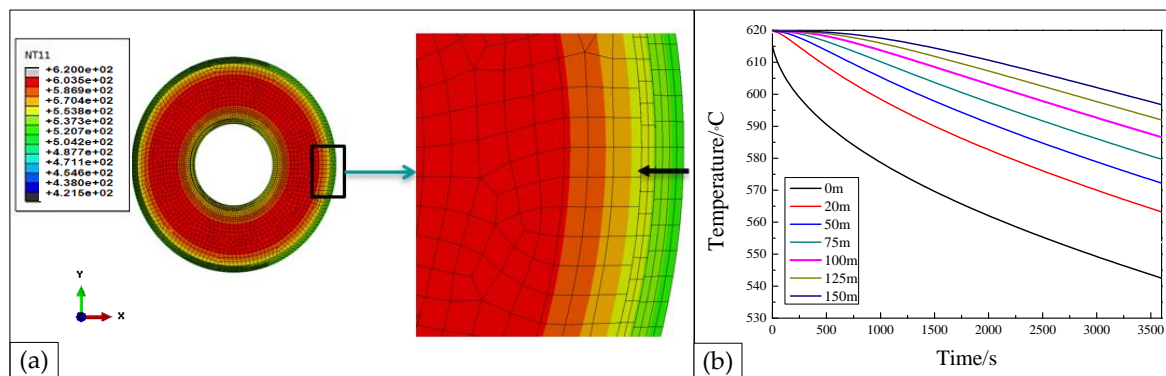 NT11
+6.200e+02
+6.035e+02
+5.869e+02
+5.704e+02
+5.538e+02
+5.373e+02
+5.207e+02
+5.042e+02
+4.877e+02
+4.711e+02
+4.546e+02
+4.380e+02
+4.215e+02
Y
X
(a)
Temperature/°C
620
610
600
590
580
570
560
550
540
530
0m
20m
50m
75m
100m
125m
150m
0 500 1000 1500 2000 2500 3000 3500
Time/s
(b)